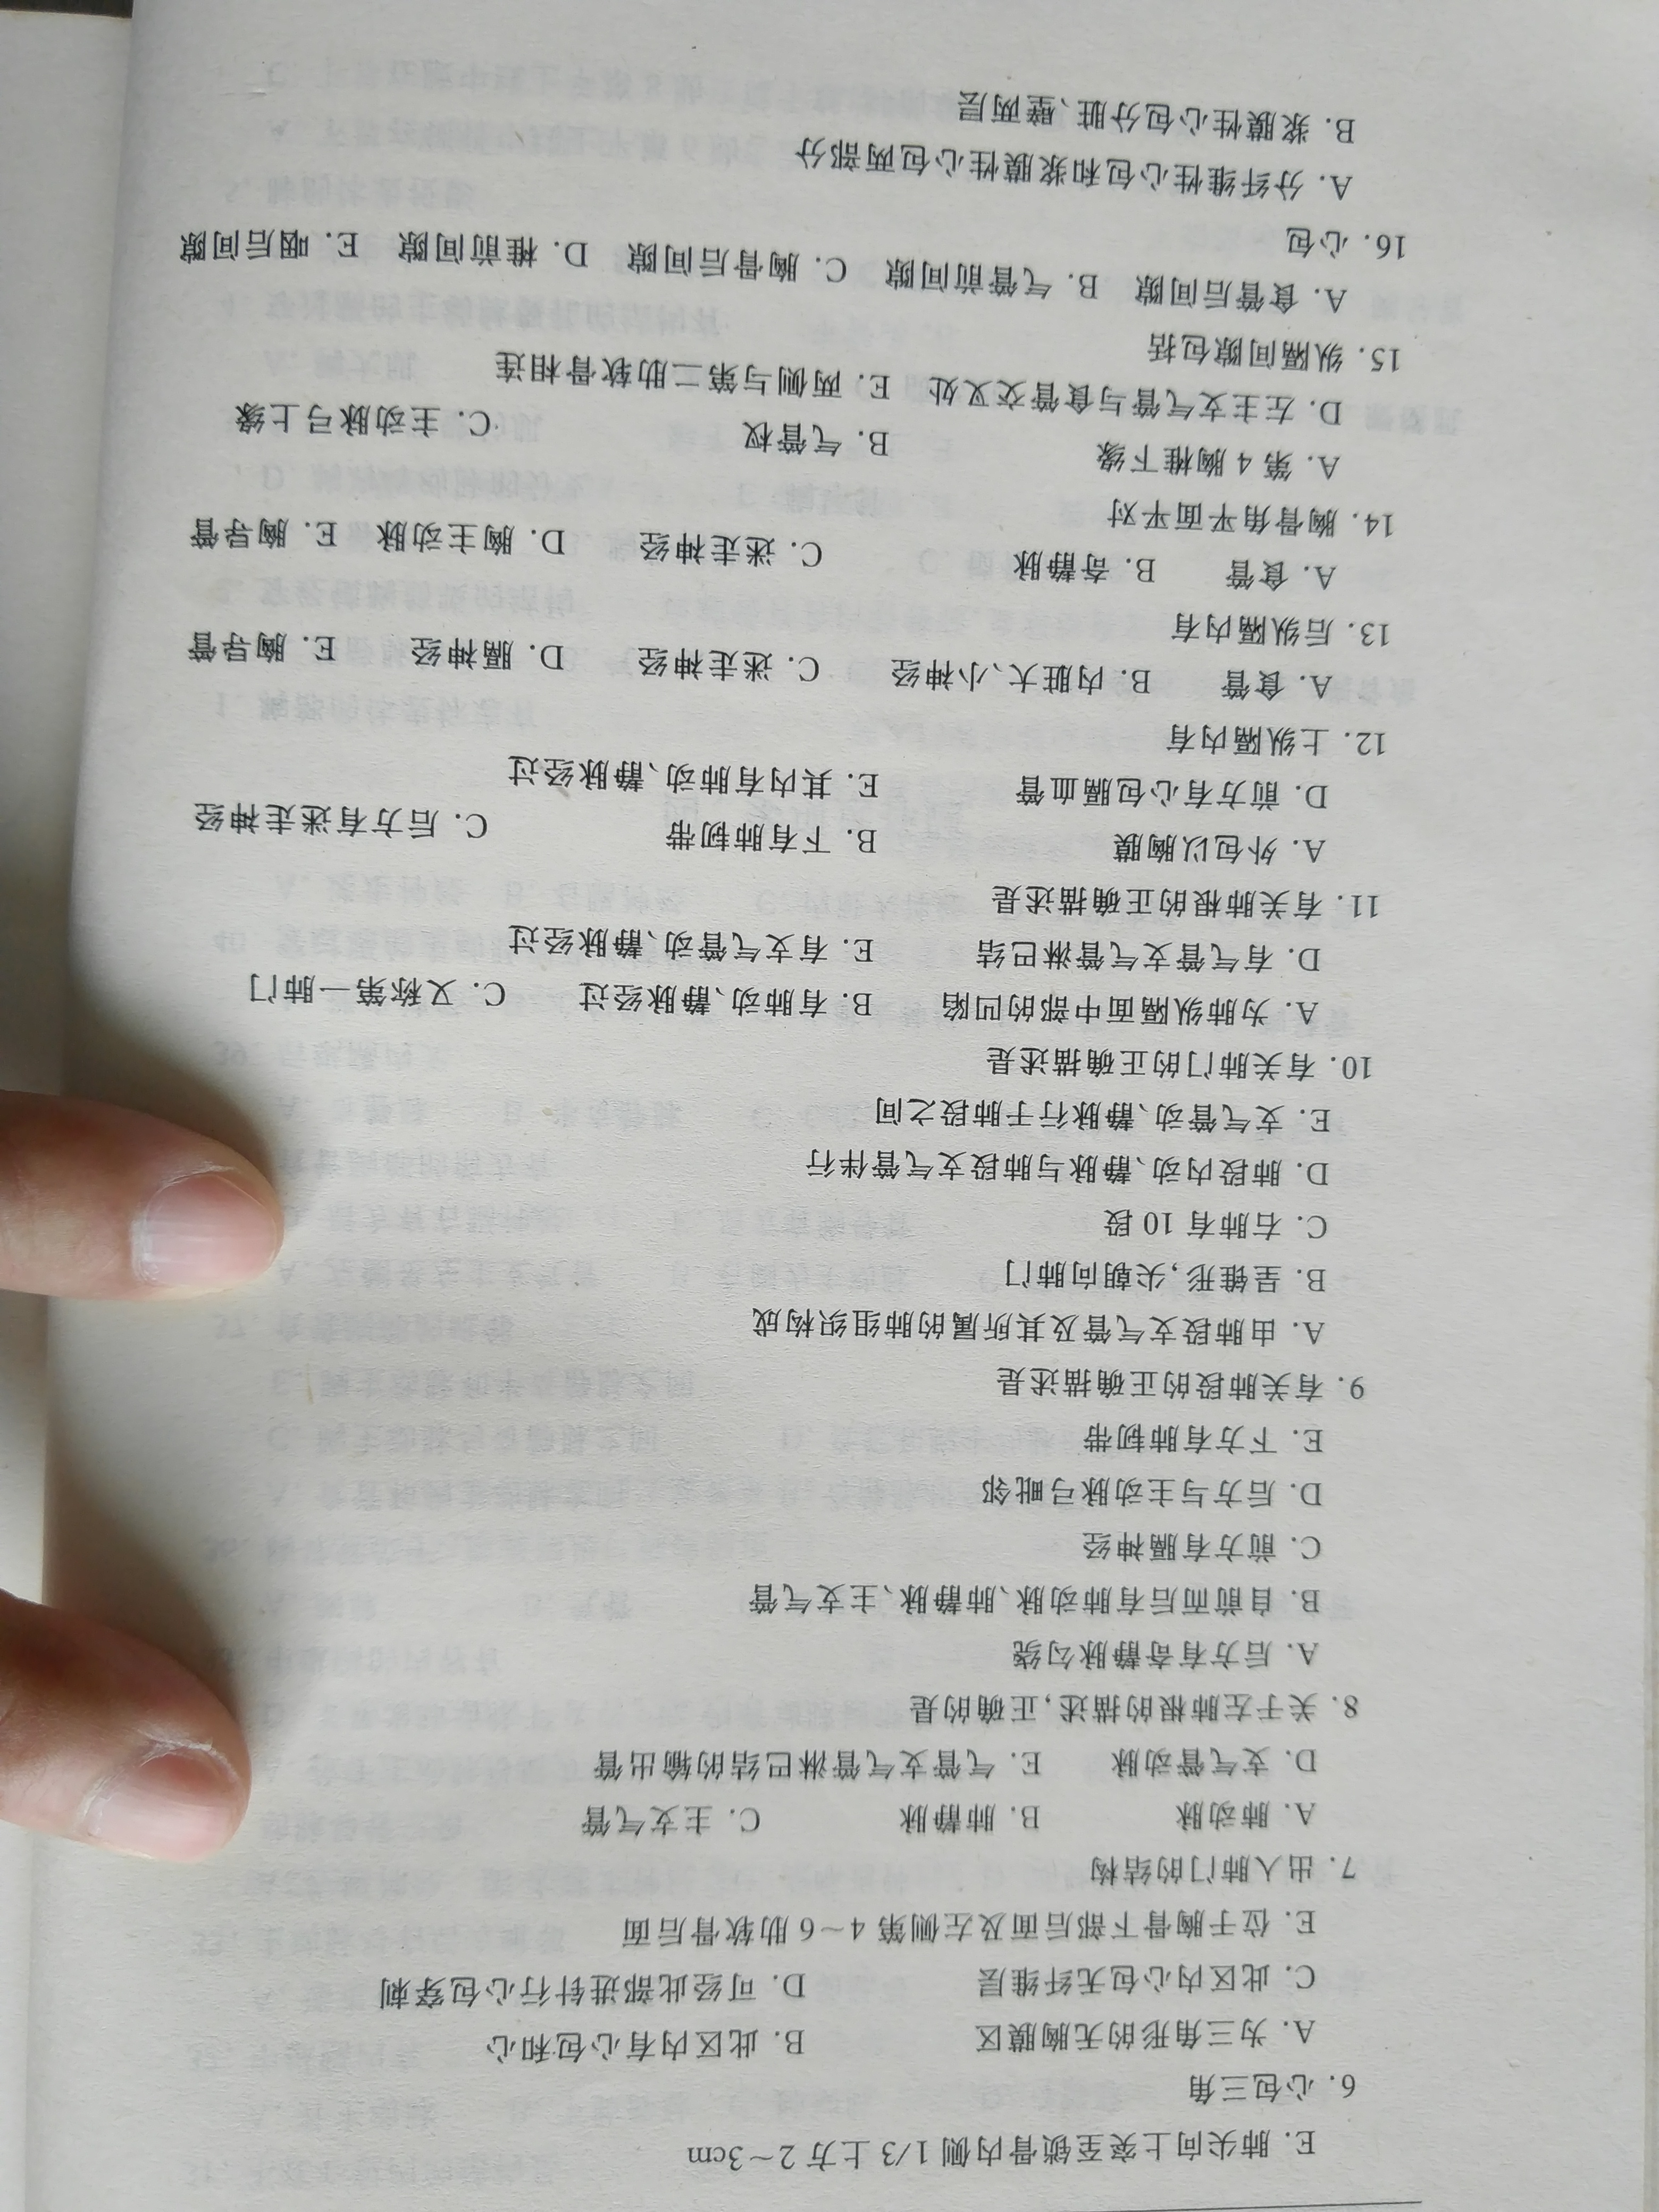 E. 肺尖向上突至锁骨内侧 1/3 上方 2~3cm
6. 心包三角
A. 为三角形的无胸膜区 B. 此区内有心包和心
C. 此区内心包无纤维层 D. 可经此部进针行心包穿刺
E. 位于胸骨下部后面及左侧第 4~6 肋软骨后面
7. 出入肺门的结构
A. 肺动脉 B. 肺静脉 C. 主支气管
D. 支气管动脉 E. 气管支气管淋巴结的输出管
8. 关于左肺根的描述,正确的是
A. 后方有奇静脉勾绕
B. 自前而后有肺动脉、肺静脉、主支气管
C. 前方有膈神经
D. 后方与主动脉弓毗邻
E. 下方有肺韧带
9. 有关肺段的正确描述是
A. 由肺段支气管及其所属的肺组织构成
B. 呈锥形,尖朝向肺门
C. 右肺有 10 段
D. 肺段内动、静脉与肺段支气管伴行
E. 支气管动、静脉行于肺段之间
10. 有关肺门的正确描述是
A. 为肺纵隔面中部的凹陷 B. 有肺动、静脉经过 C. 又称第一肺门
D. 有气管支气管淋巴结 E. 有支气管动、静脉经过
11. 有关肺根的正确描述是
A. 外包以胸膜 B. 下有肺韧带 C. 后方有迷走神经
D. 前方有心包膈血管 E. 其内有肺动、静脉经过
12. 上纵隔内有
A. 食管 B. 内脏大、小神经 C. 迷走神经 D. 膈神经 E. 胸导管
13. 后纵隔内有
A. 食管 B. 奇静脉 C. 迷走神经 D. 胸主动脉 E. 胸导管
14. 胸骨角平面平对
A. 第 4 胸椎下缘 B. 气管杈 C. 主动脉弓上缘
D. 左主支气管与食管交叉处 E. 两侧与第二肋软骨相连
15. 纵隔间隙包括
A. 食管后间隙 B. 气管前间隙 C. 胸骨后间隙 D. 椎前间隙 E. 咽后间隙
16. 心包
A. 分纤维性心包和浆膜性心包两部分
B. 浆膜性心包分脏、壁两层